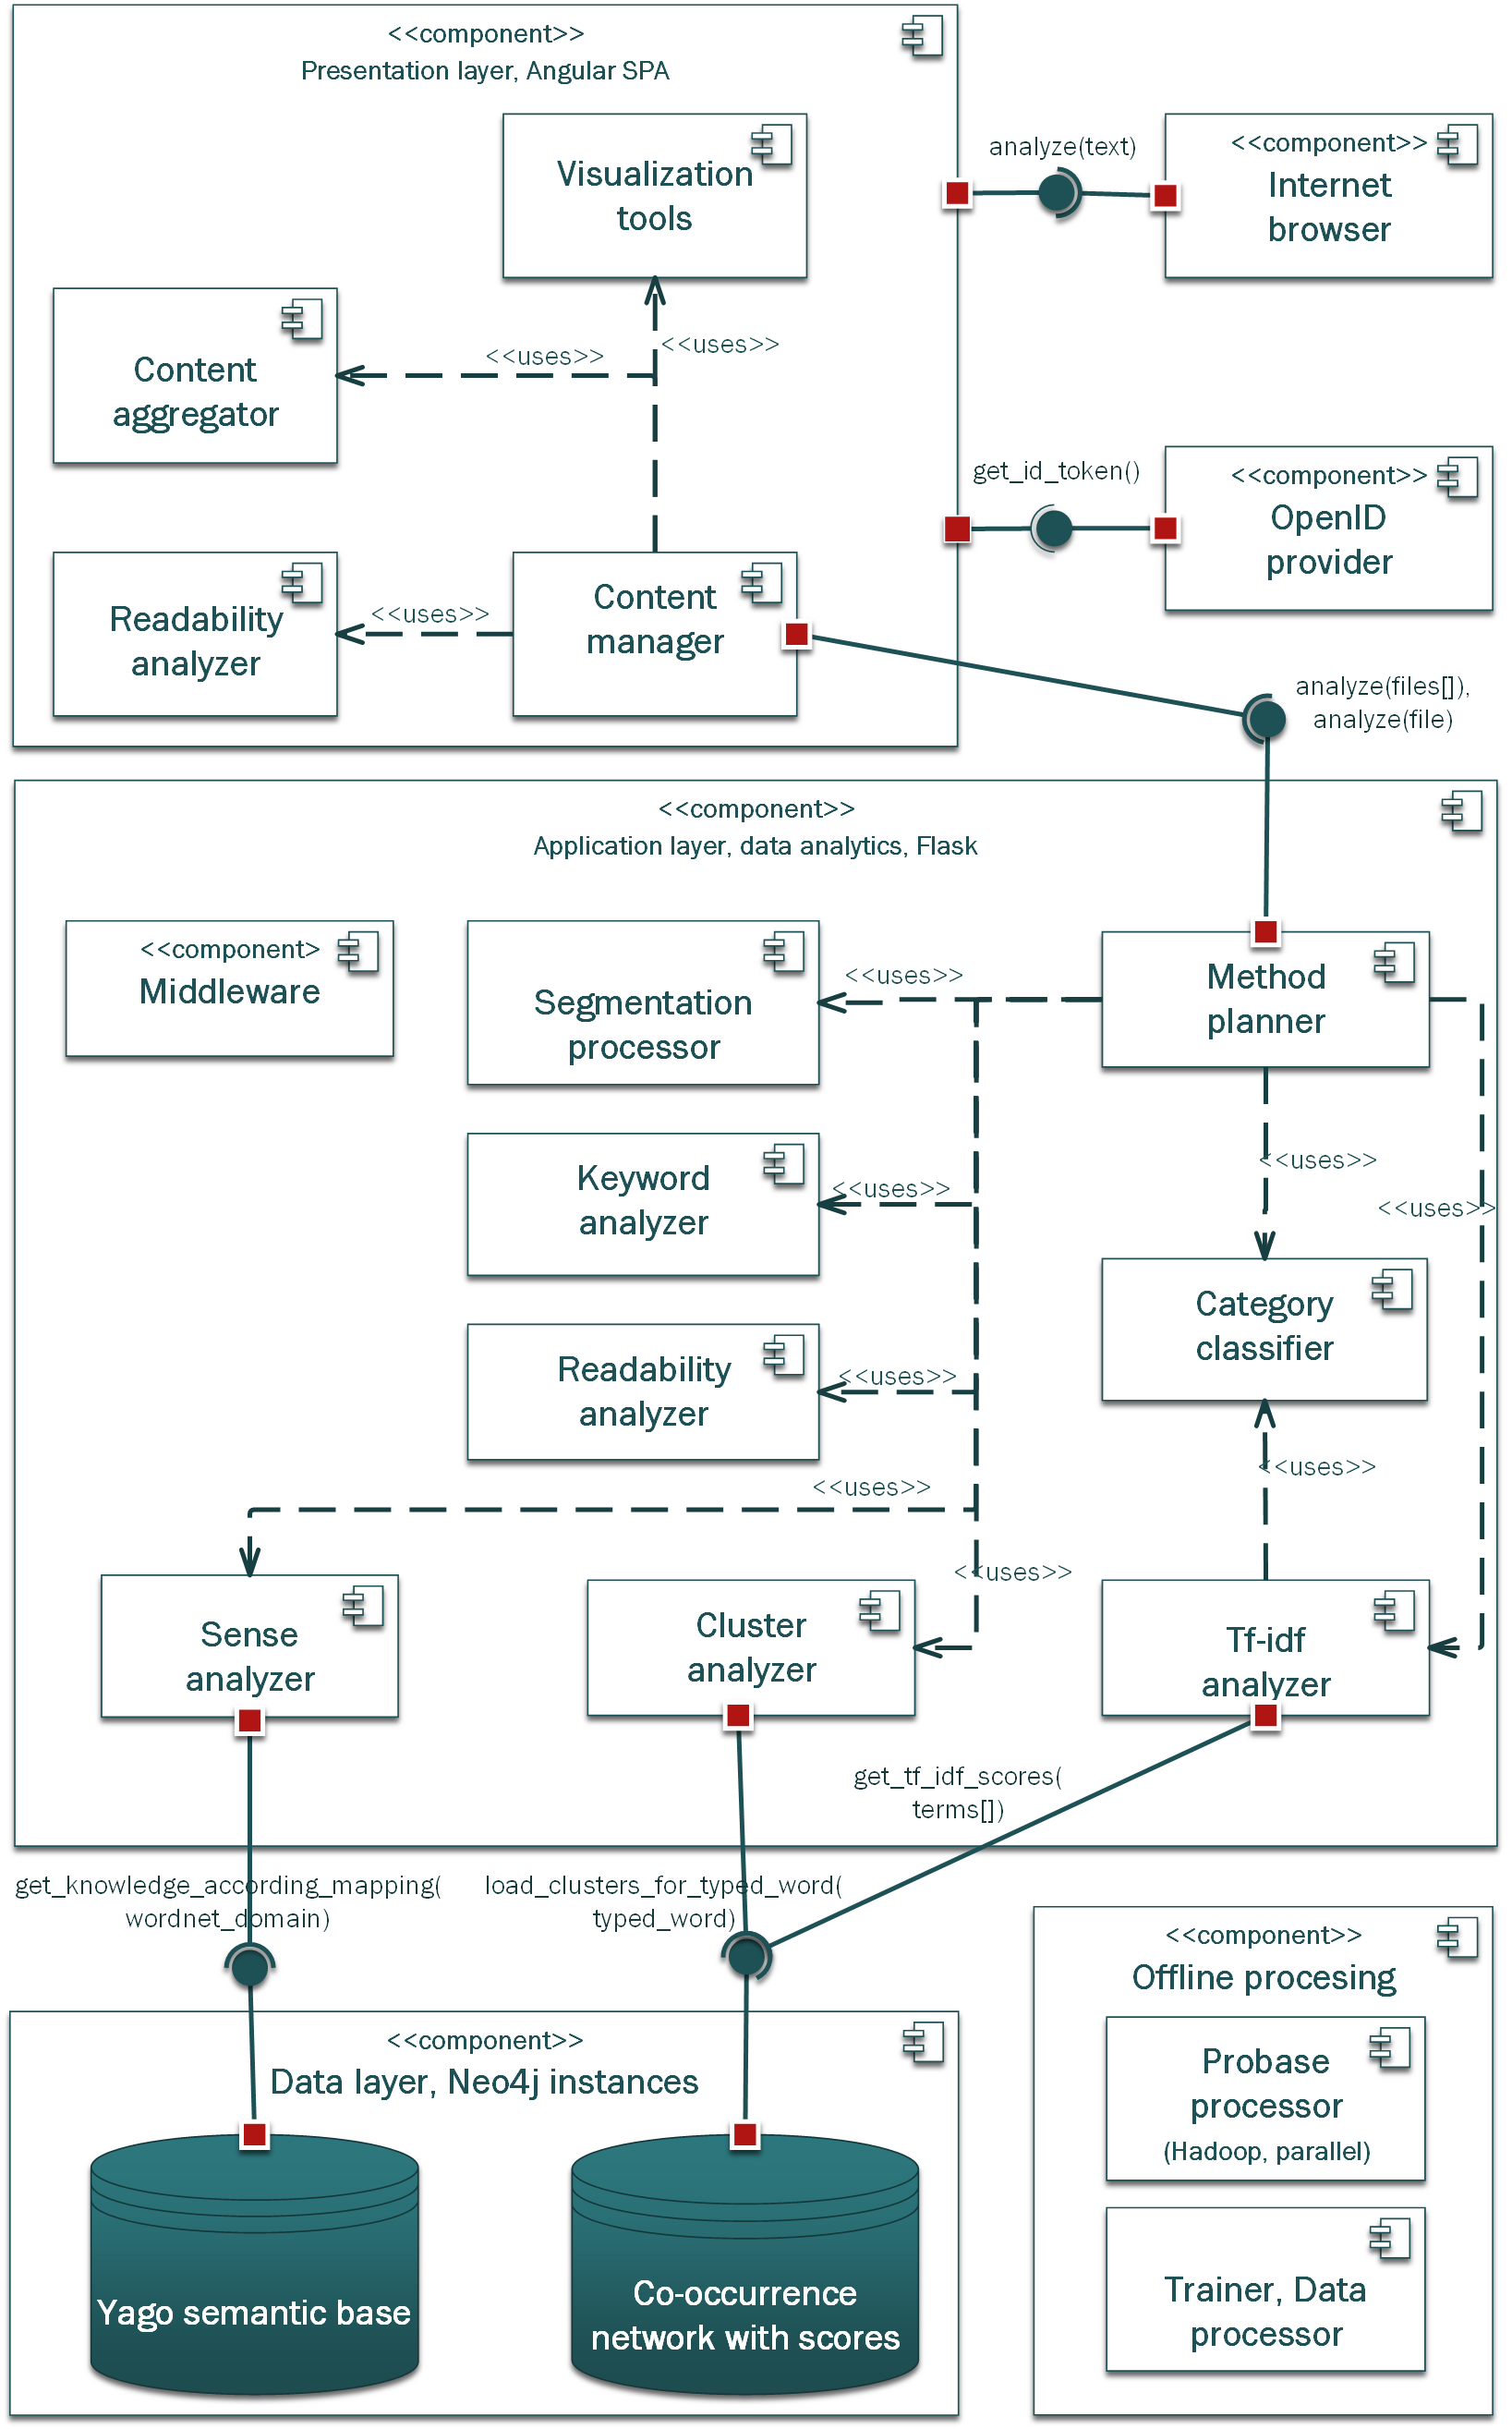 <<component>>
Presentation layer, Angular SPA
Visualization
tools
analyze(text)
<<component>>
Internet
browser
Content
aggregator
<<uses>>
<<uses>>
get_id_token()
<<component>>
OpenID
provider
Readability
analyzer
<<uses>>
Content
manager
analyze(files[]),
analyze(file)
<<component>>
Application layer, data analytics, Flask
<<component>
Middleware
Segmentation
processor
<<uses>>
Method
planner
Keyword
analyzer
<<uses>>
<<uses>>
<<uses>>
Category
classifier
Readability
analyzer
<<uses>>
<<uses>>
<<uses>>
<<uses>>
Sense
analyzer
Cluster
analyzer
Tf-idf
analyzer
get_tf_idf_scores(
terms[])
get_knowledge_according_mapping(
wordnet_domain)
load_clusters_for_typed_word(
typed_word)
<<component>>
Offline procesing
Probase
processor
(Hadoop, parallel)
Trainer, Data
processor
<<component>>
Data layer, Neo4j instances
Yago semantic base
Co-occurrence
network with scores